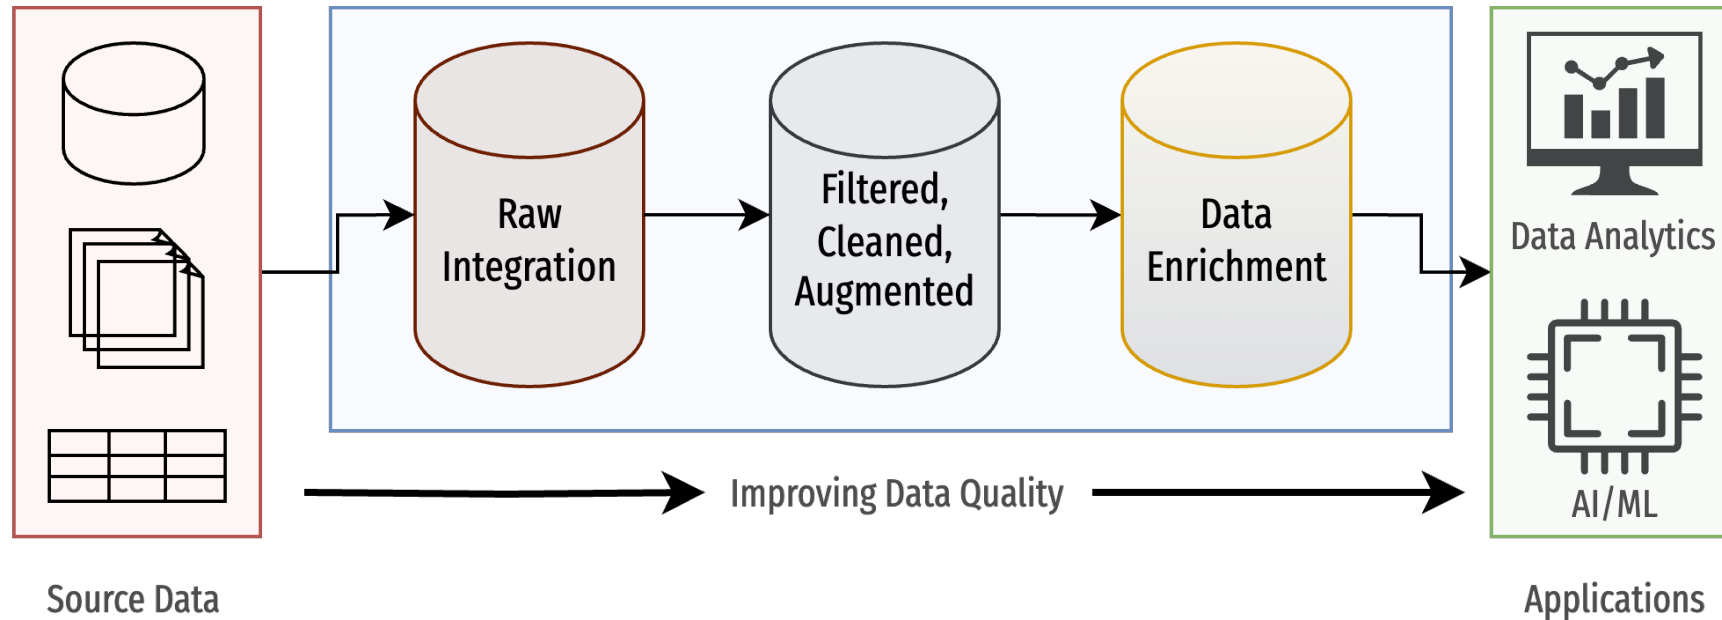 Raw
Integration
Filtered,
Cleaned,
Augmented
Data
Enrichment
Data Analytics
AI/ML
Improving Data Quality
Source Data
Applications